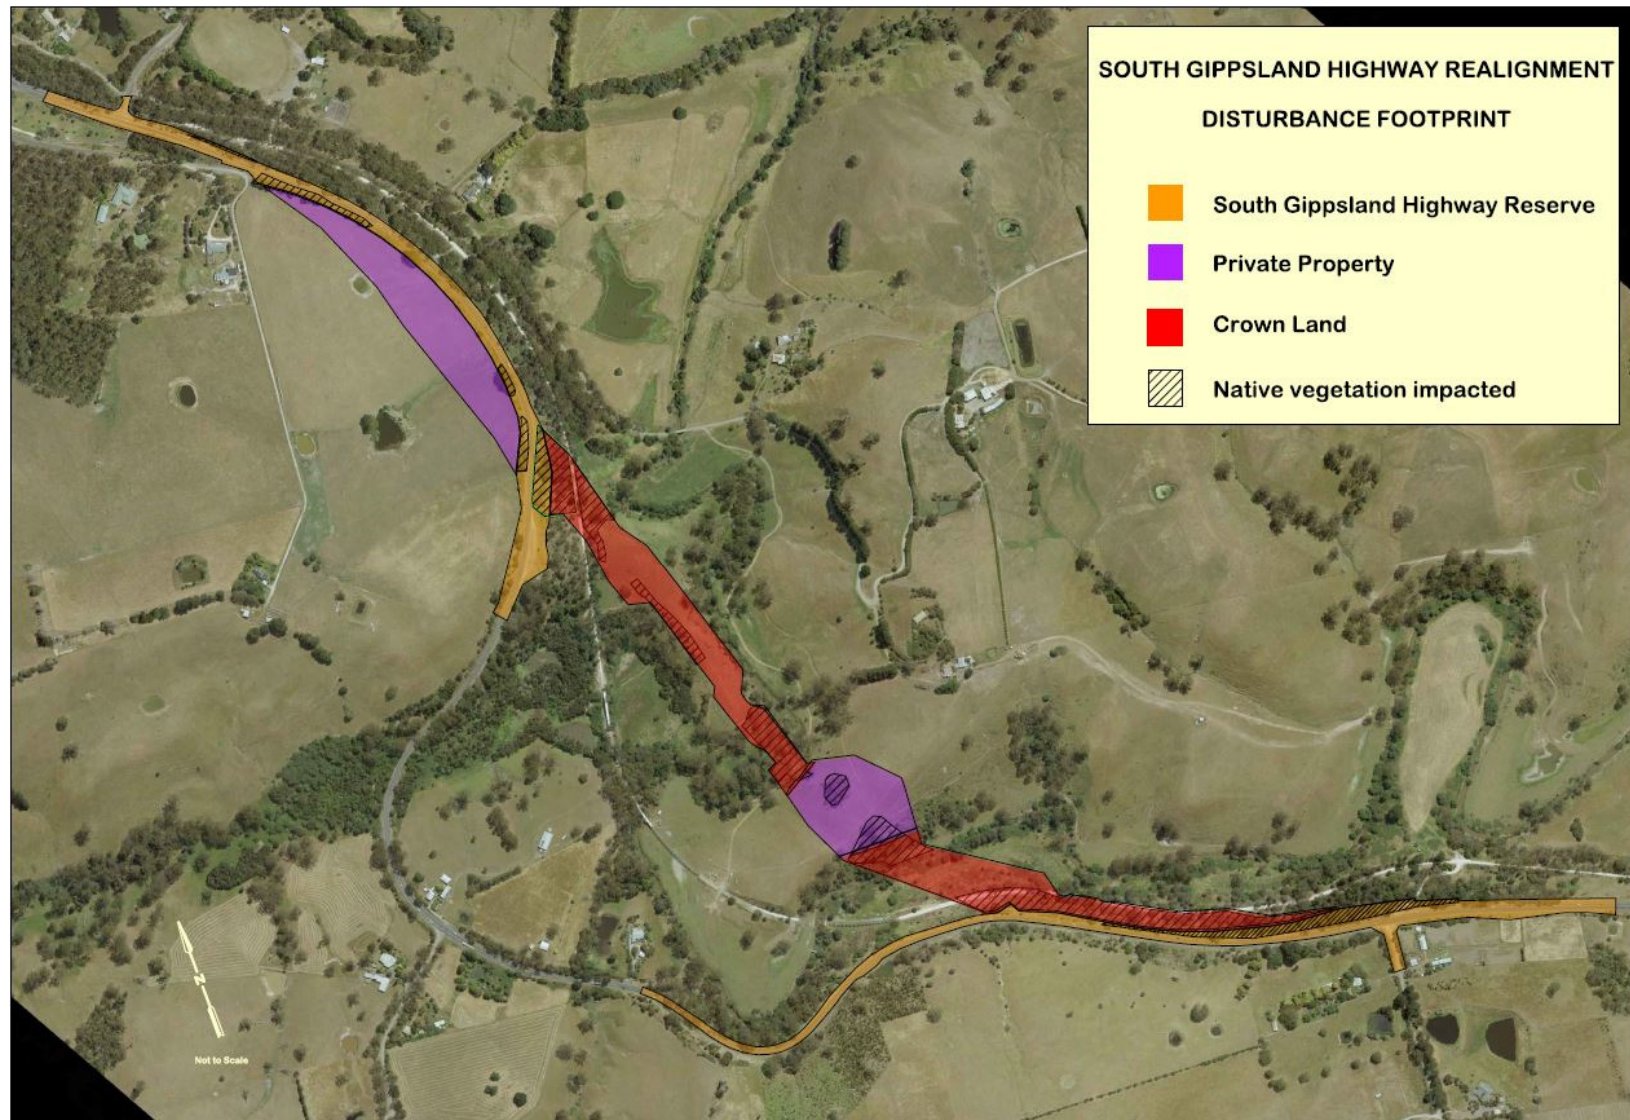 SOUTH GIPPSLAND HIGHWAY REALIGNMENT
DISTURBANCE FOOTPRINT
South Gippsland Highway Reserve
Private Property
Crown Land
Native vegetation impacted
N
Not to Scale